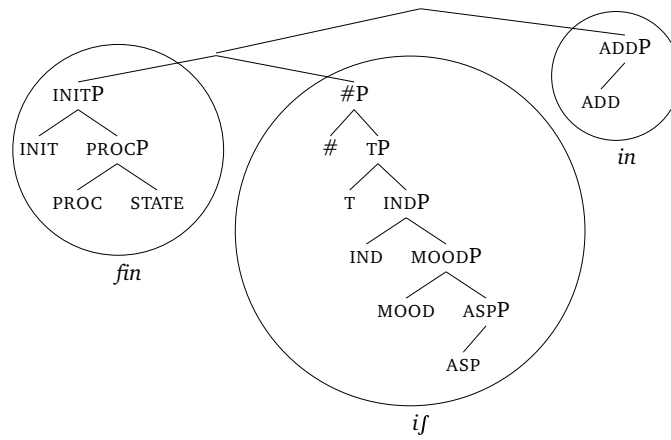 ADDP
ADD
in
INITP
INIT PROCP
PROC STATE
fin
#P
# TP
T INDP
IND MOODP
MOOD ASPP
ASP
iʃ